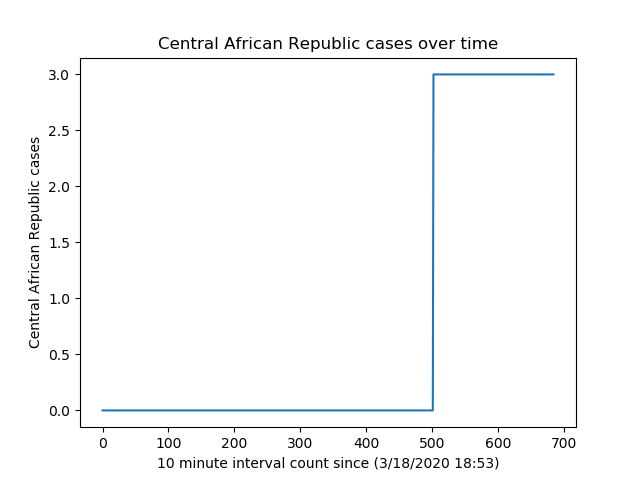 Central African Republic cases over time
Central African Republic cases
3.0
2.5
2.0
1.5
1.0
0.5
0.0
0 100 200 300 400 500 600 700
10 minute interval count since (3/18/2020 18:53)